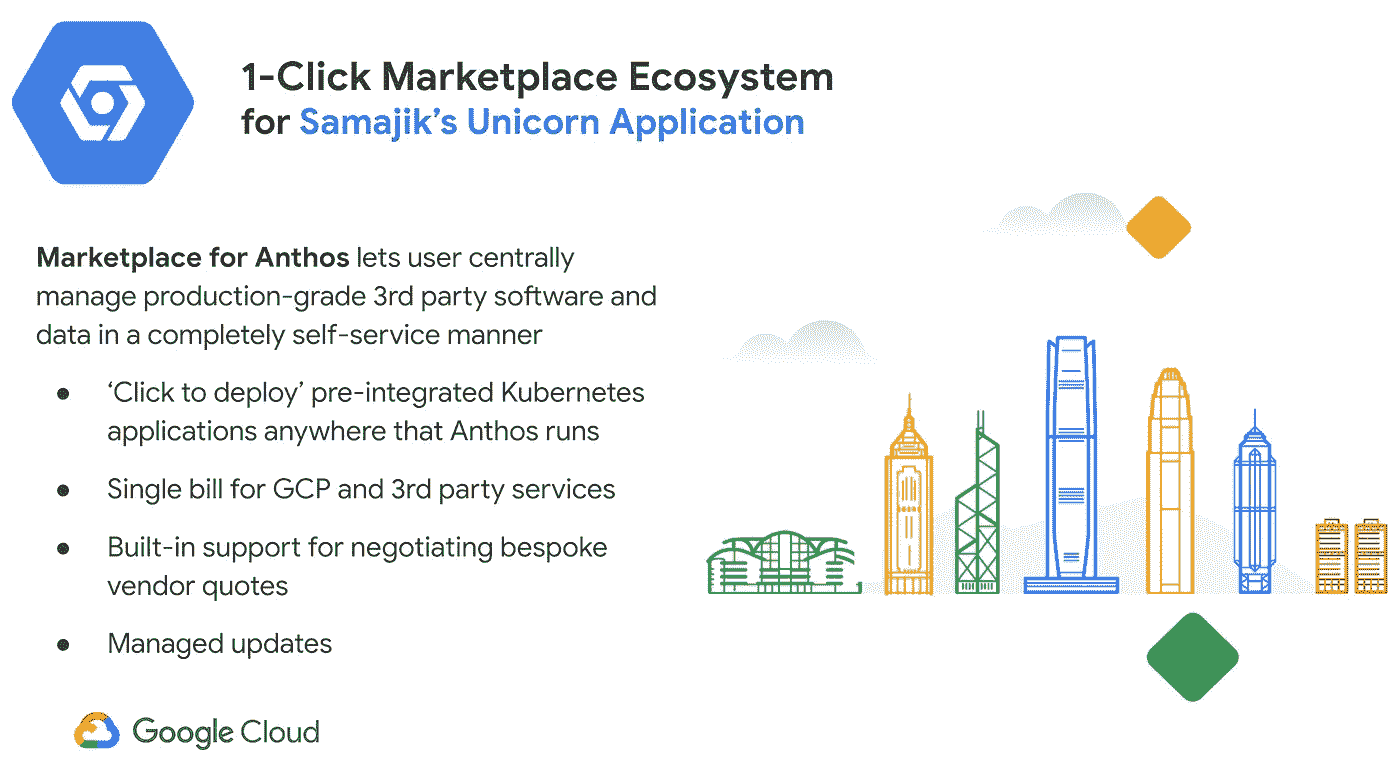 1-Click Marketplace Ecosystem
for Samajik’s Unicorn Application
Marketplace for Anthos lets user centrally
manage production-grade 3rd party software and
data in a completely self-service manner
● ‘Click to deploy’ pre-integrated Kubernetes
applications anywhere that Anthos runs
● Single bill for GCP and 3rd party services
● Built-in support for negotiating bespoke
vendor quotes
● Managed updates
Google Cloud